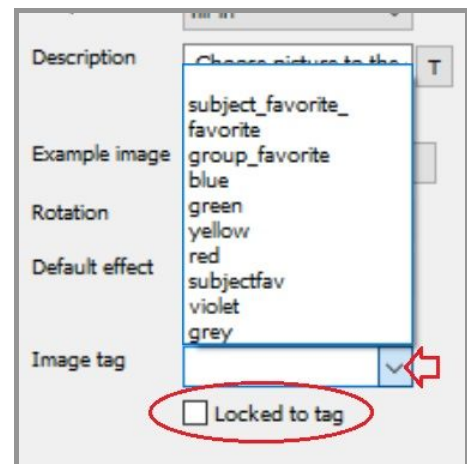 Description
Choose picture to the
T
subject_favorite_
favorite
Example image
group_favorite
blue
green
Rotation
yellow
red
Default effect
subjectfav
violet
grey
Image tag
Locked to tag